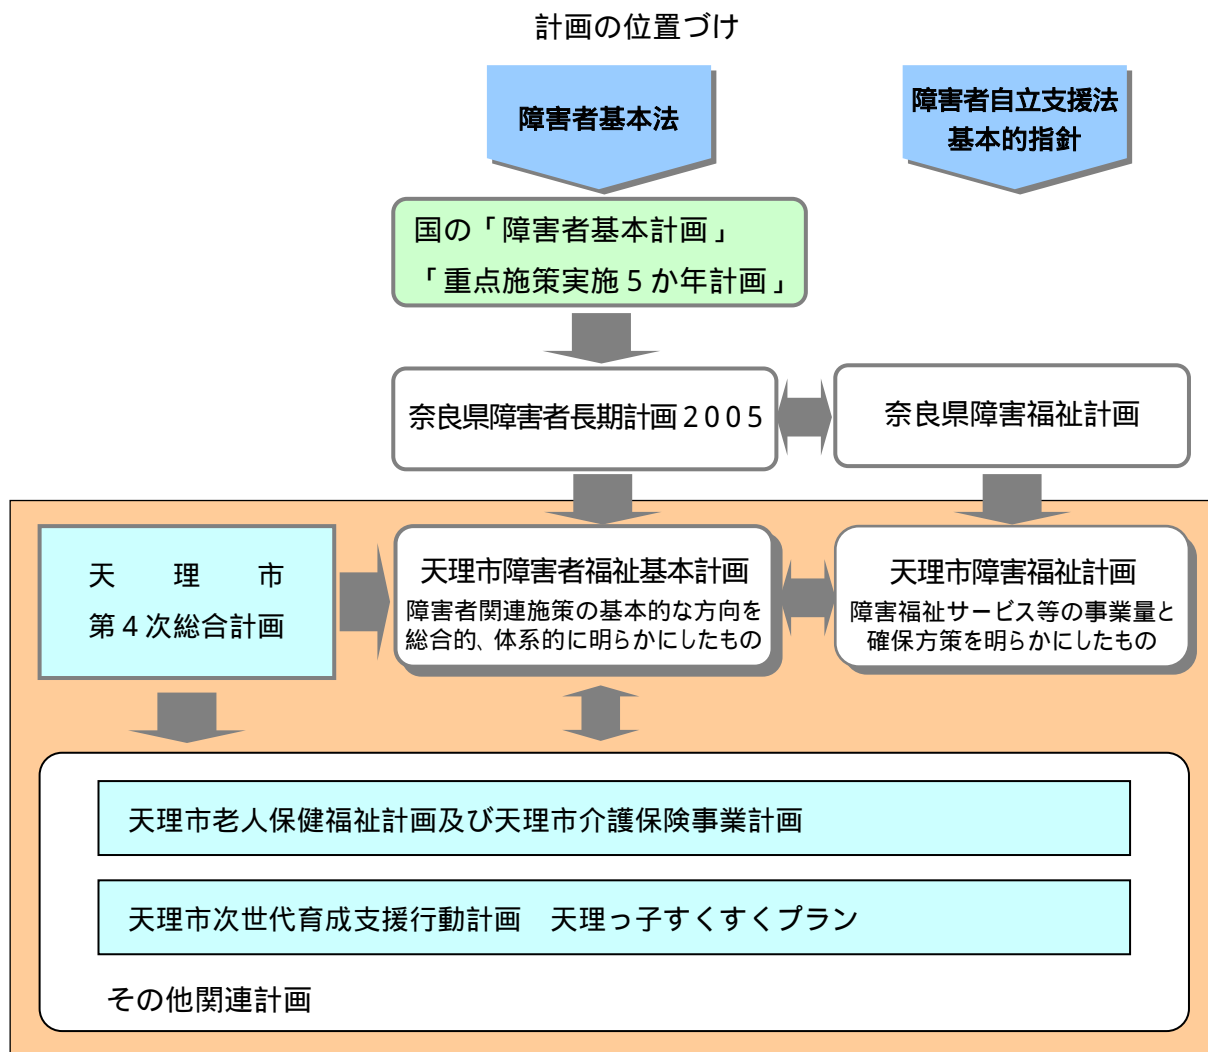 計画の位置づけ
障害者基本法
障害者自立支援法
基本的指針
国の「障害者基本計画」
「重点施策実施５か年計画」
奈良県障害者長期計画２００５
奈良県障害福祉計画
天　理　市
第４次総合計画
天理市障害者福祉基本計画
障害者関連施策の基本的な方向を
総合的、体系的に明らかにしたもの
天理市障害福祉計画
障害福祉サービス等の事業量と
確保方策を明らかにしたもの
天理市老人保健福祉計画及び天理市介護保険事業計画
天理市次世代育成支援行動計画　天理っ子すくすくプラン
その他関連計画